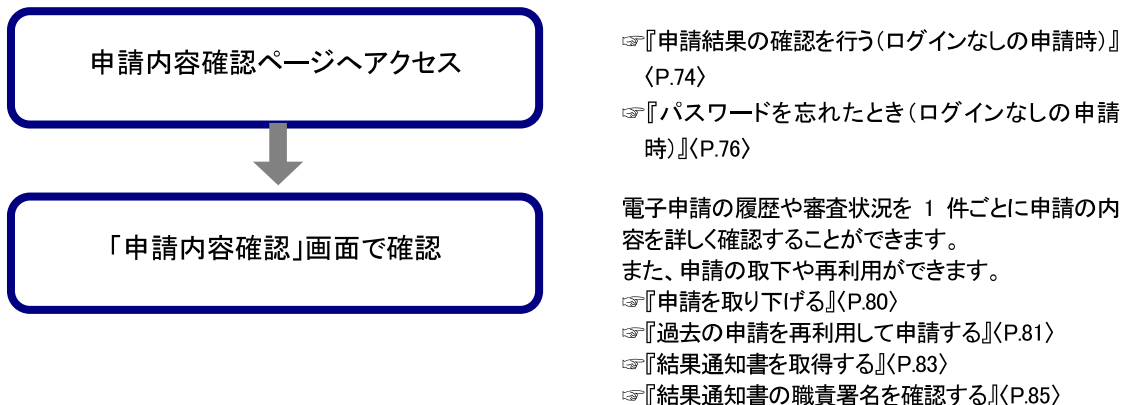 申請内容確認ページへアクセス
☞『申請結果の確認を行う(ログインなしの申請時)』
〈P.74〉
☞『パスワードを忘れたとき(ログインなしの申請
時)』〈P.76〉
「申請内容確認」画面で確認
電子申請の履歴や審査状況を 1 件ごとに申請の内
容を詳しく確認することができます。
また、申請の取下や再利用ができます。
☞『申請を取り下げる』〈P.80〉
☞『過去の申請を再利用して申請する』〈P.81〉
☞『結果通知書を取得する』〈P.83〉
☞『結果通知書の職責署名を確認する』〈P.85〉